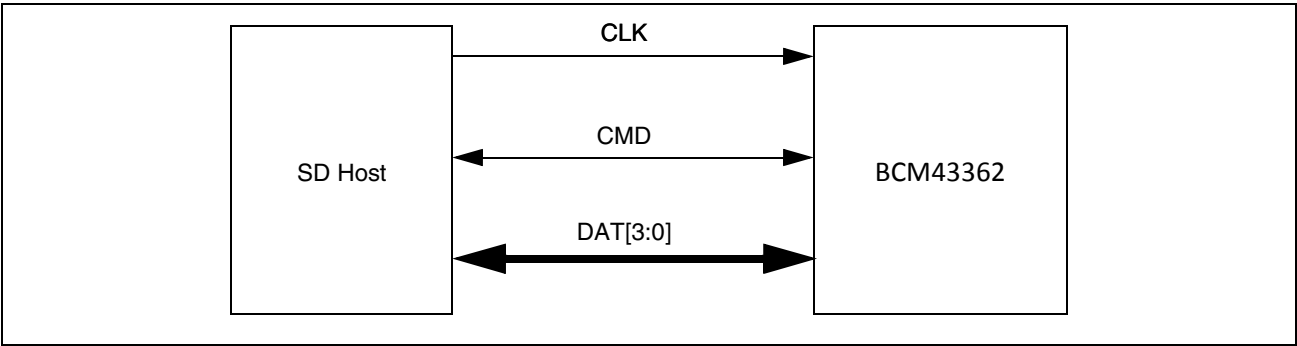 CLK
CMD
SD Host
BCM43362
DAT[3:0]